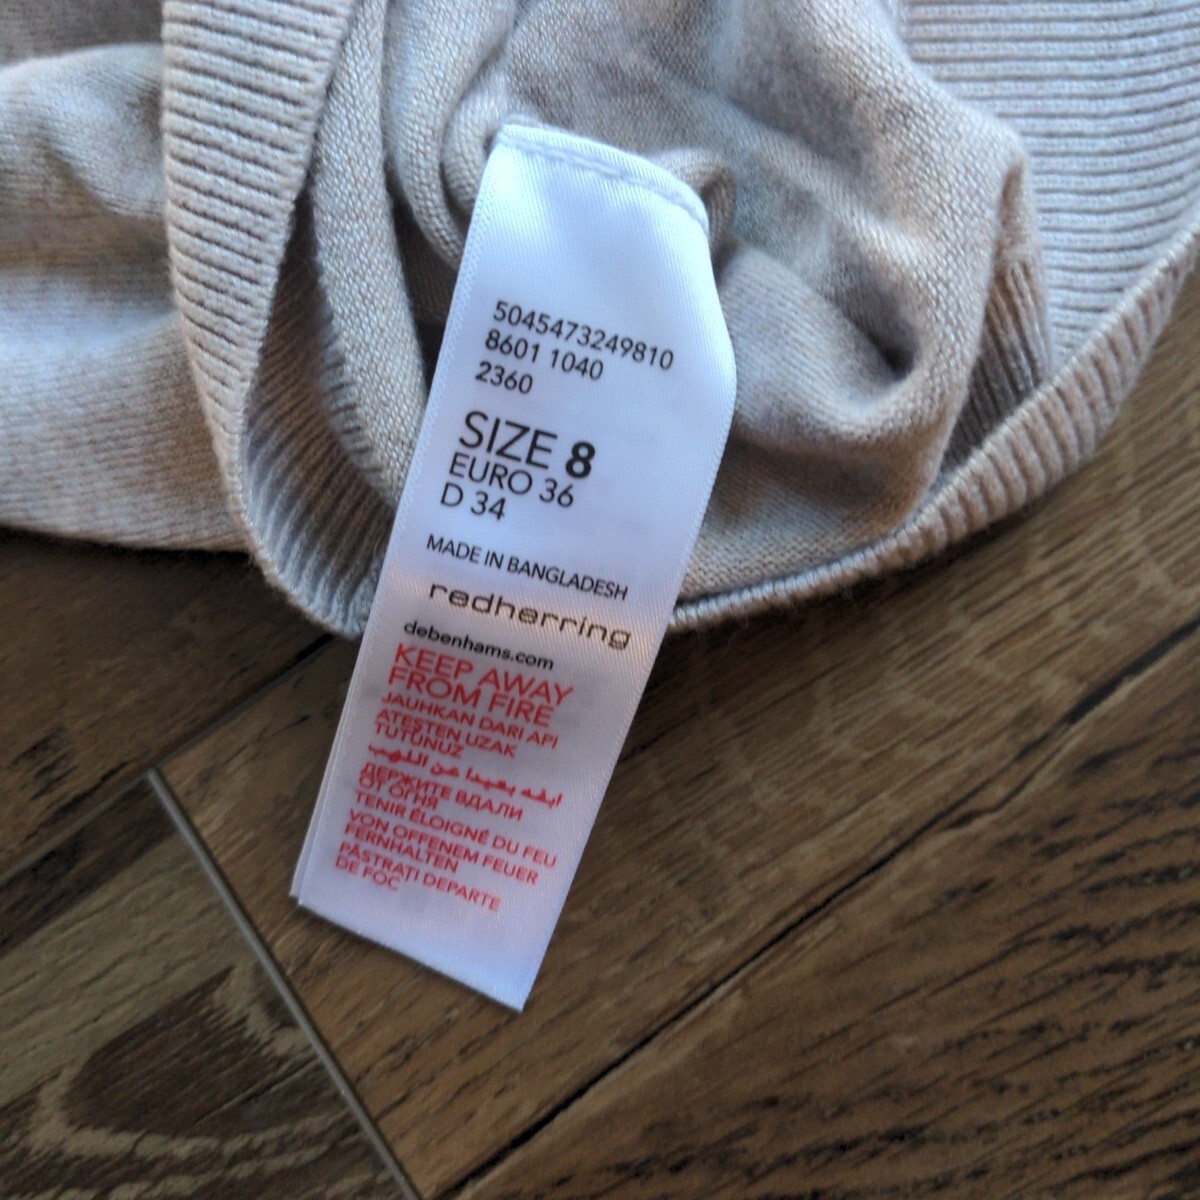 5045473249810
8601 1040
2360
SIZE 8
EURO 36
D 34
MADE IN BANGLADESH
redherring
debenhams.com
KEEP AWAY
FROM FIRE
JAUHKAN DARI API
ATEŞTEN UZAK
TUTUNUZ
ابقه بعيدا عن اللهب
ДЕРЖИТЕ ВДАЛИ
ОТ ОГНЯ
TENIR ÉLOIGNÉ DU FEU
VON OFFENEM FEUER
FERNHALTEN
PĂSTRAŢI DEPARTE
DE FOC